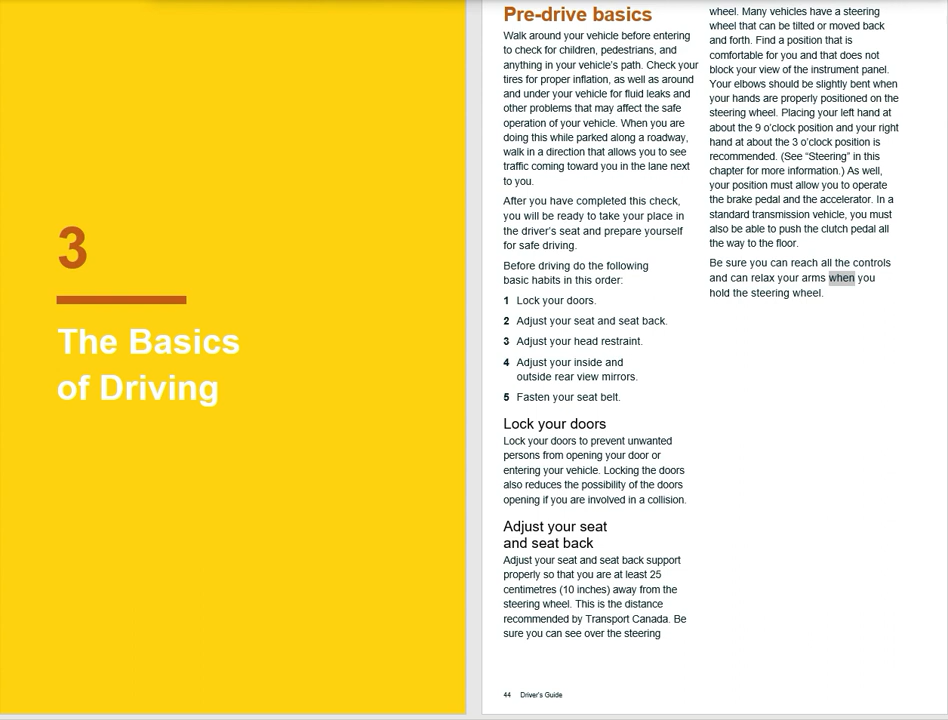 3
The Basics
of Driving
Pre-drive basics
Walk around your vehicle before entering
to check for children, pedestrians, and
anything in your vehicle's path. Check your
tires for proper inflation, as well as around
and under your vehicle for fluid leaks and
other problems that may affect the safe
operation of your vehicle. When you are
doing this while parked along a roadway,
walk in a direction that allows you to see
traffic coming toward you in the lane next
to you.
After you have completed this check,
you will be ready to take your place in
the driver's seat and prepare yourself
for safe driving.
Before driving do the following
basic habits in this order:
1 Lock your doors.
2 Adjust your seat and seat back.
3 Adjust your head restraint.
4 Adjust your inside and
outside rear view mirrors.
5 Fasten your seat belt.
Lock your doors
Lock your doors to prevent unwanted
persons from opening your door or
entering your vehicle. Locking the doors
also reduces the possibility of the doors
opening if you are involved in a collision.
Adjust your seat
and seat back
Adjust your seat and seat back support
properly so that you are at least 25
centimetres (10 inches) away from the
steering wheel. This is the distance
recommended by Transport Canada. Be
sure you can see over the steering
wheel. Many vehicles have a steering
wheel that can be tilted or moved back
and forth. Find a position that is
comfortable for you and that does not
block your view of the instrument panel.
Your elbows should be slightly bent when
your hands are properly positioned on the
steering wheel. Placing your left hand at
about the 9 o'clock position and your right
hand at about the 3 o'clock position is
recommended. (See “Steering” in this
chapter for more information.) As well,
your position must allow you to operate
the brake pedal and the accelerator. In a
standard transmission vehicle, you must
also be able to push the clutch pedal all
the way to the floor.
Be sure you can reach all the controls
and can relax your arms when you
hold the steering wheel.
44 Driver's Guide